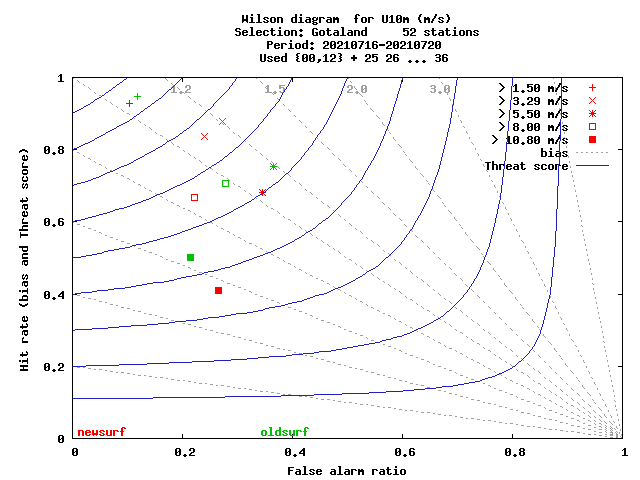 Wilson diagram  for U10m (m/s)
Selection: Gotaland     52 stations
Period: 20210716-20210720
Used {00,12} + 25 26 ... 36
1
1.2
1.5
2.0
3.0
> 1.50 m/s
> 3.29 m/s
> 5.50 m/s
> 8.00 m/s
> 10.80 m/s
bias
Threat score
0.8
0.6
0.4
0.2
0
Hit rate (bias and Threat score)
newsurf
oldsurf
0
0.2
0.4
0.6
0.8
1
False alarm ratio